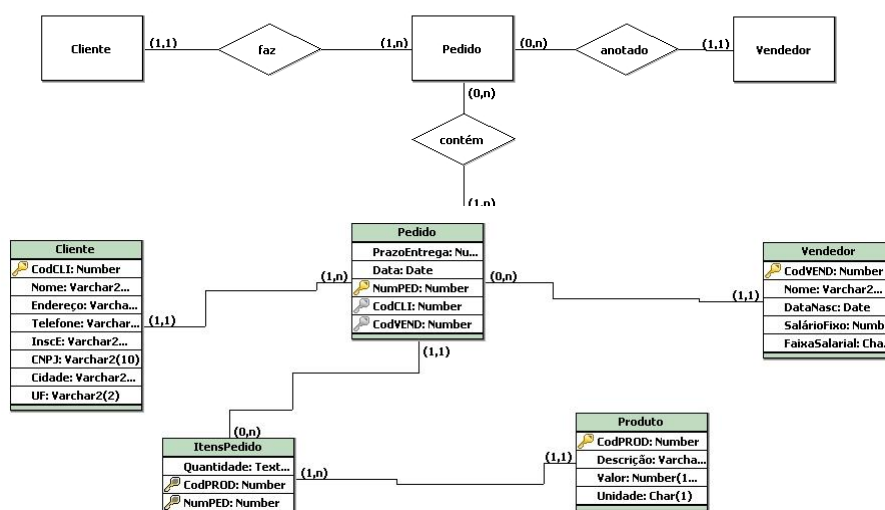 Cliente
(1,1)
faz
(1,n)
Pedido
(0,n)
anotado
(1,1)
Vendedor
(0,n)
contém
(1,n)
Cliente
CodCLI: Number
Nome: Varchar2...
Endereço: Varcha...
Telefone: Varchar...
InscE: Varchar2...
CNPJ: Varchar2(10)
Cidade: Varchar2...
UF: Varchar2(2)
(1,1)
(1,n)
Pedido
PrazoEntrega: Nu...
Data: Date
NumPED: Number
CodCLI: Number
CodVEND: Number
(0,n)
(1,1)
Vendedor
CodVEND: Number
Nome: Varchar2...
DataNasc: Date
SalárioFixo: Numb
FaixaSalarial: Cha..
(1,1)
(0,n)
ItensPedido
Quantidade: Text...
CodPROD: Number
NumPED: Number
(1,n)
(1,1)
Produto
CodPROD: Number
Descrição: Varcha...
Valor: Number(1...
Unidade: Char(1)